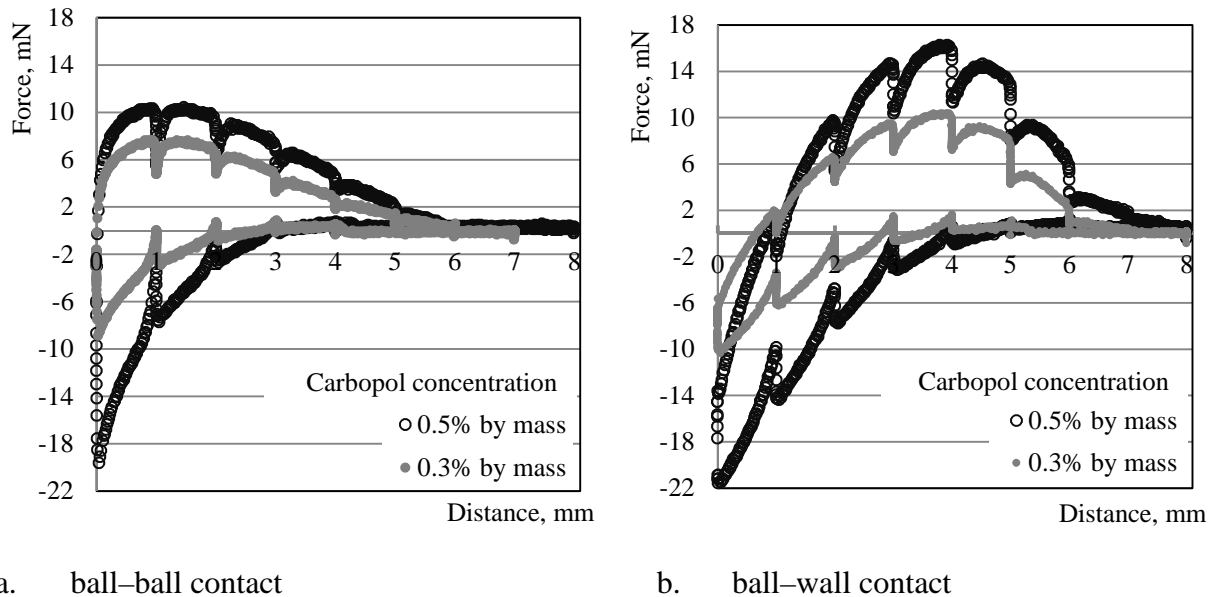 18
14
10
6
2
-2
-6
-10
-14
-18
-22
Force, mN
0 1 2 3 4 5 6 7 8
Carbopol concentration
0.5% by mass
0.3% by mass
Distance, mm
a. ball–ball contact
18
14
10
6
2
-2
-6
-10
-14
-18
-22
Force, mN
0 1 2 3 4 5 6 7 8
Carbopol concentration
0.5% by mass
0.3% by mass
Distance, mm
b. ball–wall contact